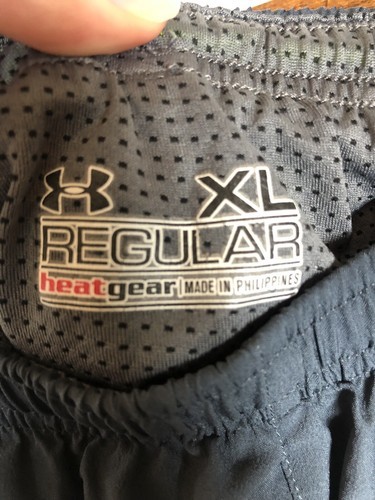 XL
REGULAR
heatgear MADE IN PHILIPPINES